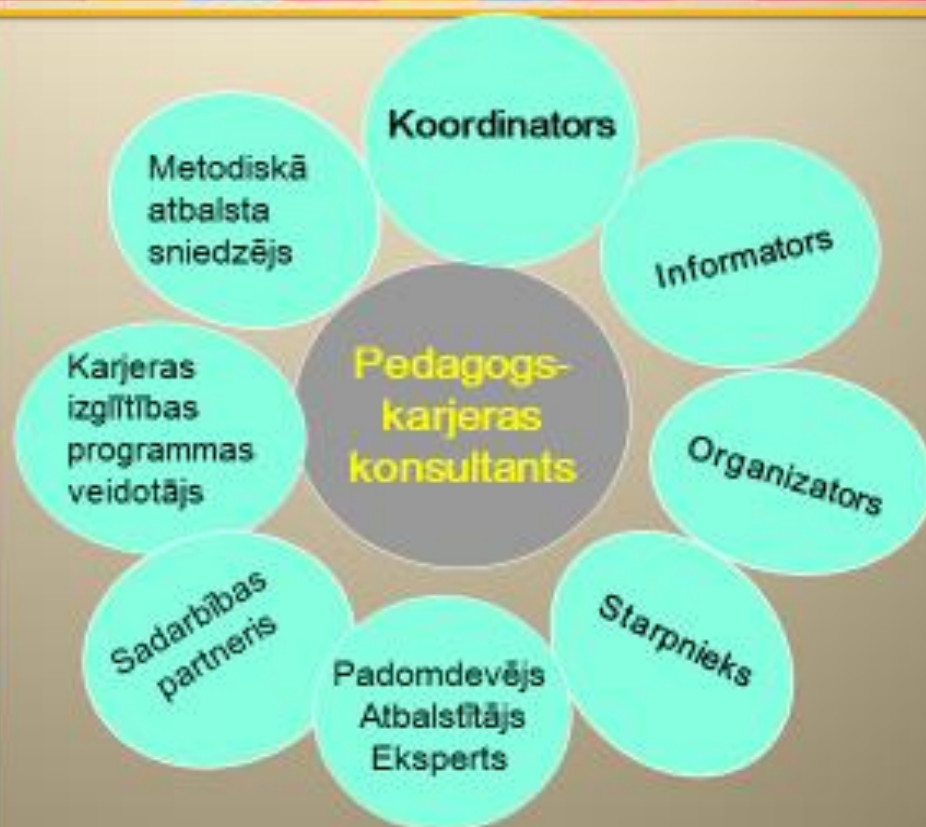 Koordinators
Metodiskā
atbalsta
sniedzējs
Informators
Pedagogs-
karjeras
konsultants
Karjeras
izglītības
programmas
veidotājs
Organizators
Sadarbības
partneris
Starpnieks
Padomdevējs
Atbalstītājs
Eksperts